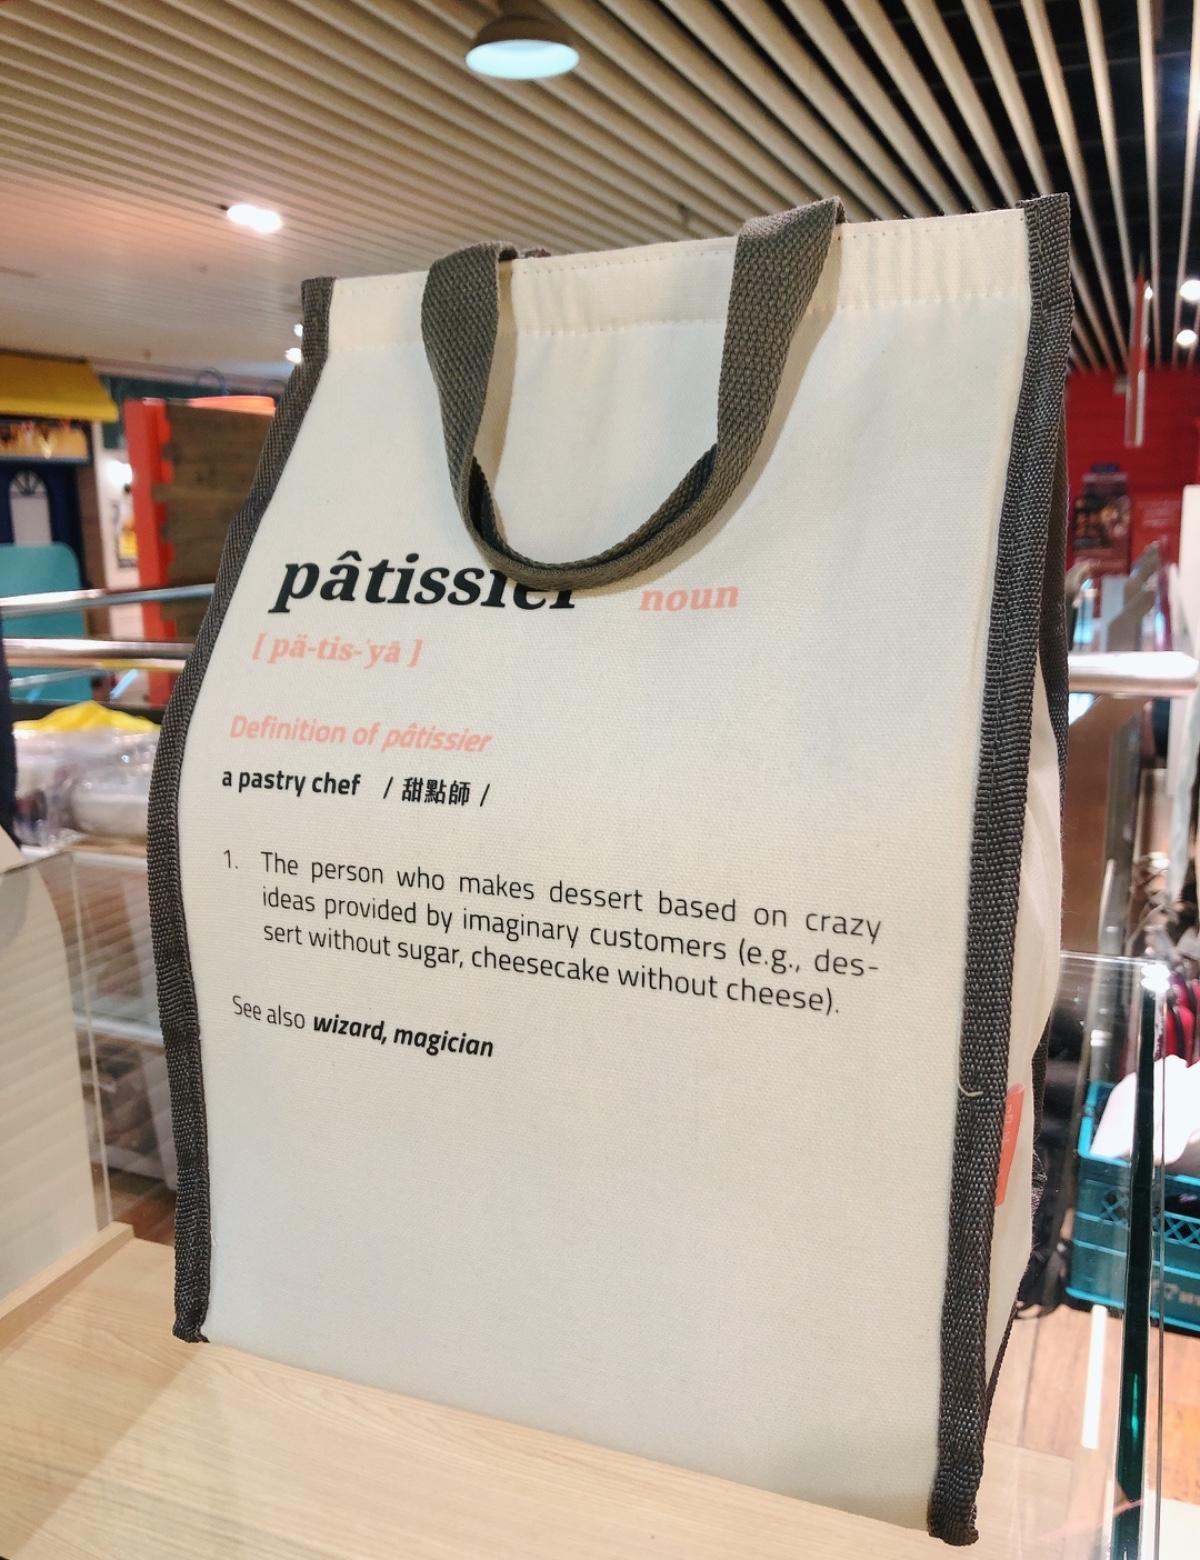 pâtissier noun
[ pä-tis-ˈyā ]
Definition of pâtissier
a pastry chef / 甜點師 /
1. The person who makes dessert based on crazy
ideas provided by imaginary customers (e.g., des-
sert without sugar, cheesecake without cheese).
See also wizard, magician